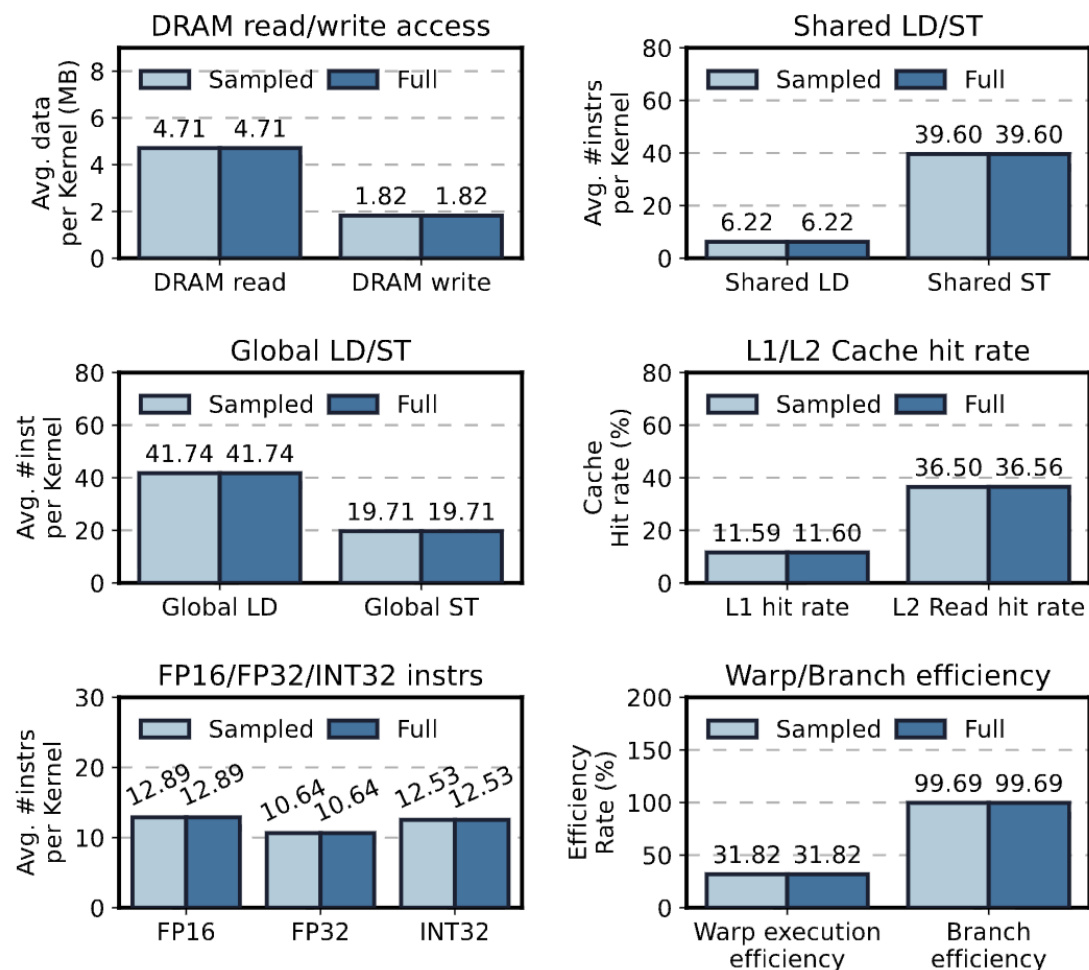 DRAM read/write access
Avg. data
per Kernel (MB)
8
6
4
2
0
Sampled Full
4.71 4.71
1.82 1.82
DRAM read DRAM write
Shared LD/ST
Avg. #instrs
per Kernel
80
60
40
20
0
Sampled Full
6.22 6.22
39.60 39.60
Shared LD Shared ST
Global LD/ST
Avg. #inst
per Kernel
80
60
40
20
0
Sampled Full
41.74 41.74
19.71 19.71
Global LD Global ST
L1/L2 Cache hit rate
Cache
Hit rate (%)
80
60
40
20
0
Sampled Full
11.59 11.60
36.50 36.56
L1 hit rate L2 Read hit rate
FP16/FP32/INT32 instrs
Avg. #instrs
per Kernel
30
20
10
0
Sampled Full
12.89 12.89
10.64 10.64
12.53 12.53
FP16 FP32 INT32
Warp/Branch efficiency
Efficiency
Rate (%)
200
150
100
50
0
Sampled Full
31.82 31.82
99.69 99.69
Warp execution
efficiency
Branch
efficiency